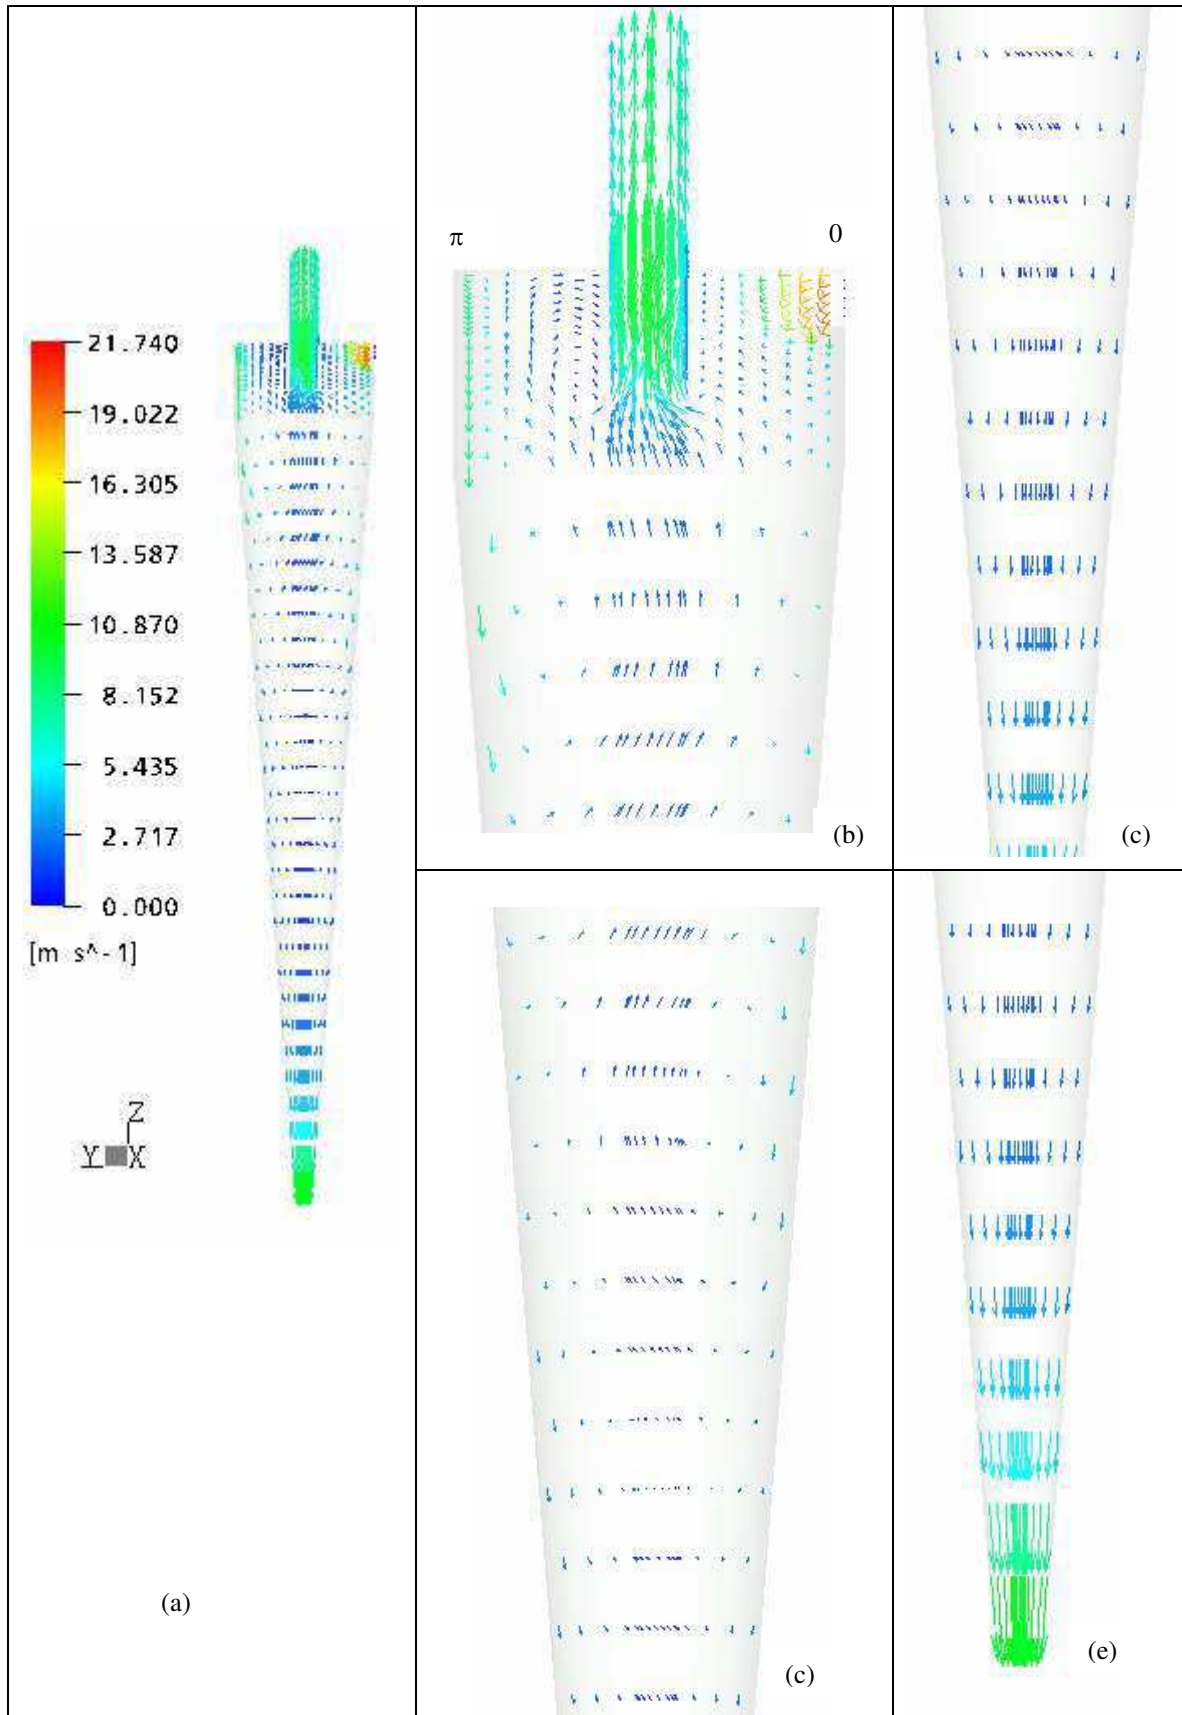 21.740
19.022
16.305
13.587
10.870
8.152
5.435
2.717
0.000
[m s^-1]
Z
Y X
(a)
π 0
(b)
(c)
(c)
(e)